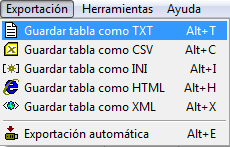 Exportación Herramientas Ayuda
Guardar tabla como TXT Alt+T
Guardar tabla como CSV Alt+C
Guardar tabla como INI Alt+I
Guardar tabla como HTML Alt+H
Guardar tabla como XML Alt+X
Exportación automática Alt+E